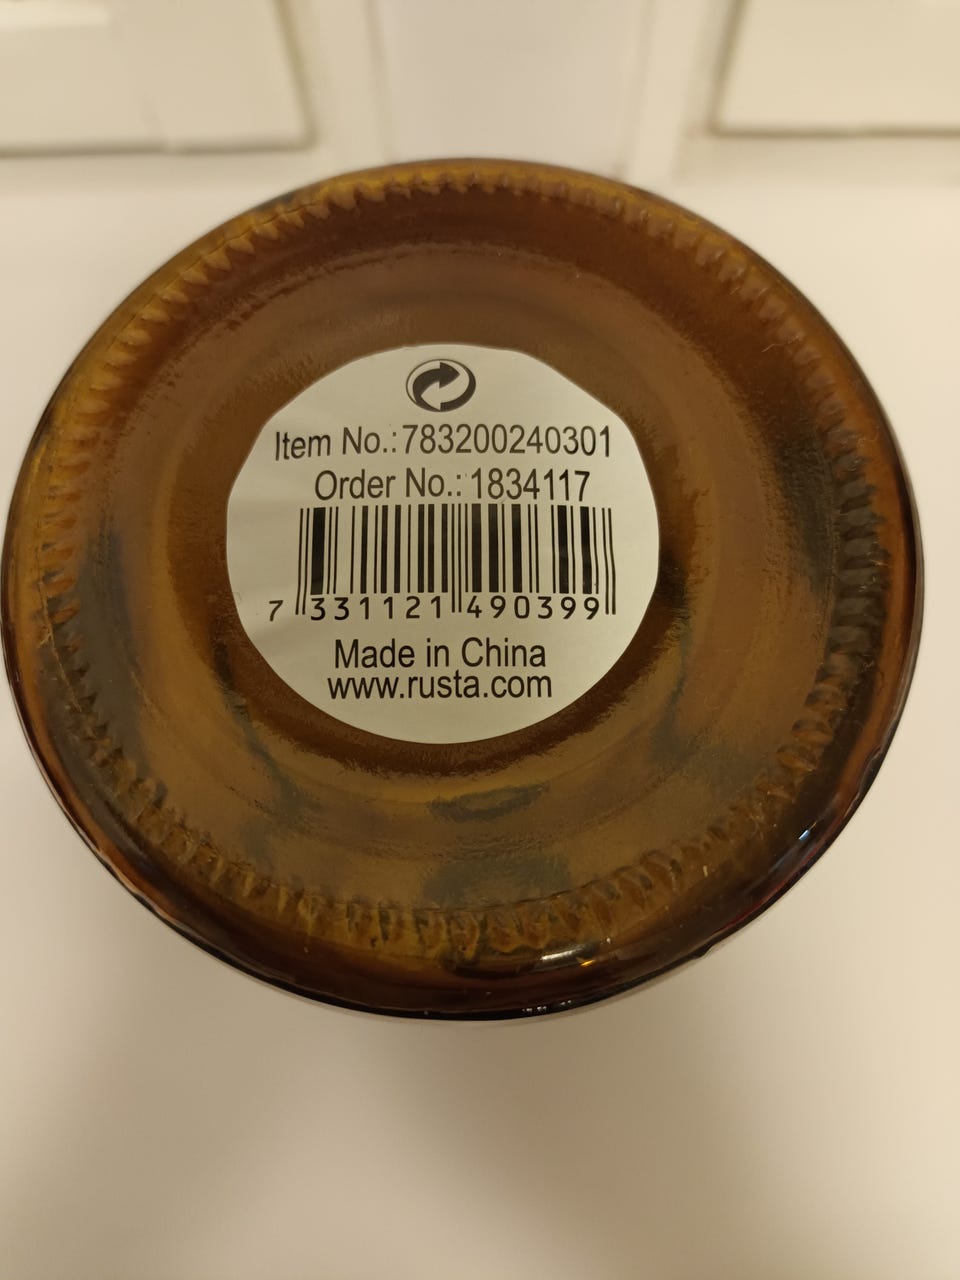 Item No.:783200240301
Order No.:1834117
7 331121 490399
Made in China
www.rusta.com